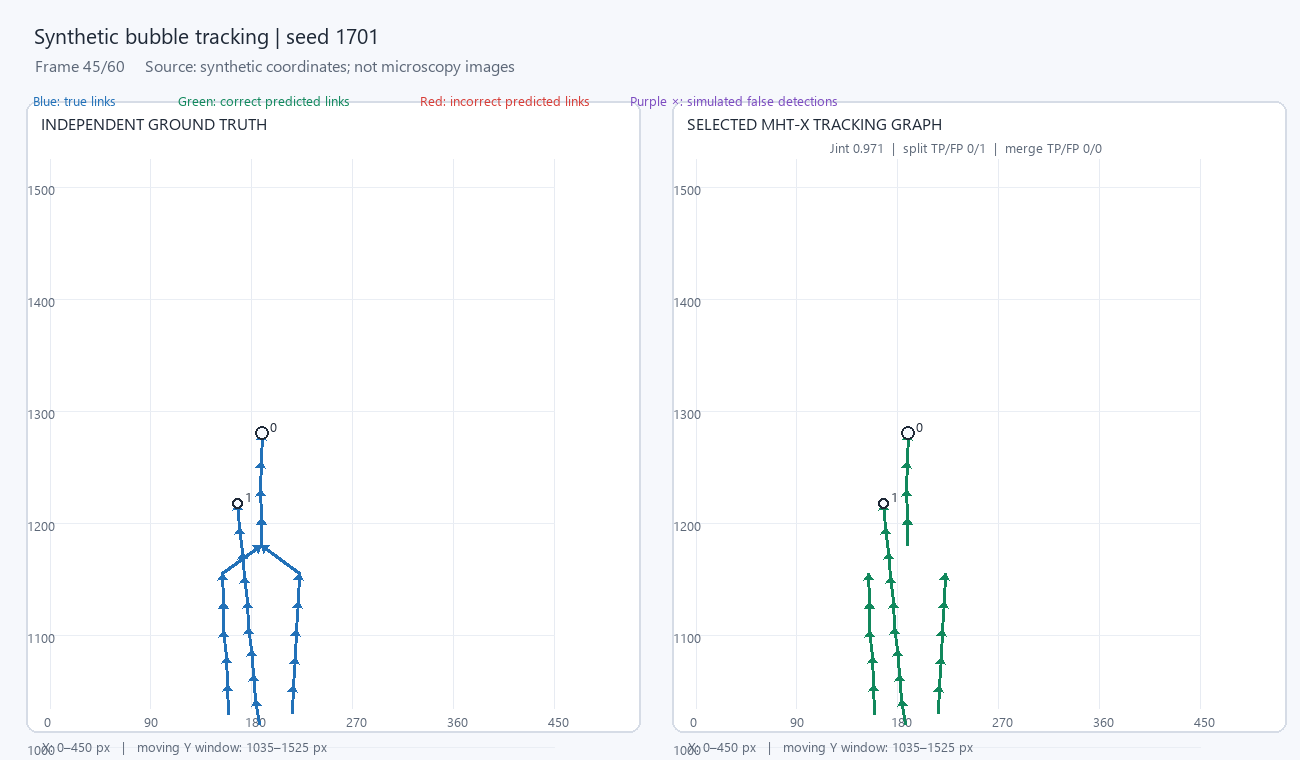 Synthetic bubble tracking | seed 1701
Frame 45/60 Source: synthetic coordinates; not microscopy images
Blue: true links Green: correct predicted links Red: incorrect predicted links Purple ×: simulated false detections
INDEPENDENT GROUND TRUTH
1500
1400
1300
1200
1100
1000
0
1
0 90 180 270 360 450
X: 0–450 px | moving Y window: 1035–1525 px
SELECTED MHT-X TRACKING GRAPH
Jint 0.971 | split TP/FP 0/1 | merge TP/FP 0/0
1500
1400
1300
1200
1100
1000
0
1
0 90 180 270 360 450
X: 0–450 px | moving Y window: 1035–1525 px